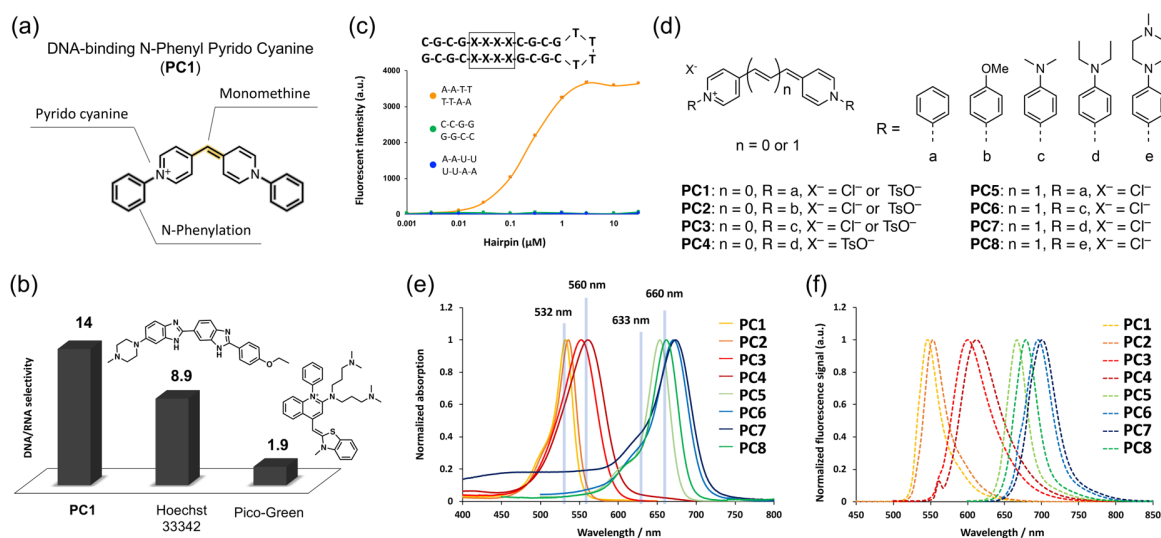 (a)
DNA-binding N-Phenyl Pyrido Cyanine
(PC1)
Monomethine
Pyrido cyanine
N+
N
N-Phenylation
(b)
DNA/RNA selectivity
14
8.9
1.9
PC1
Hoechst
33342
Pico-Green
(c)
C-G-C-G-X-X-X-X-C-G-C-G
G-C-G-C-X-X-X-X-G-C-G-C
T
T
T
T
Fluorescent intensity (a.u.)
4000
3000
2000
1000
0
A-A-T-T
T-T-A-A
C-C-G-G
G-G-C-C
A-A-U-U
U-U-A-A
0.001
0.01
0.1
1
10
Hairpin (μM)
(d)
X−
R
N+
n
N
R
n = 0 or 1
R =
OMe
a
b
c
d
e
PC1: n = 0, R = a, X− = Cl− or TsO−
PC2: n = 0, R = b, X− = Cl− or TsO−
PC3: n = 0, R = c, X− = Cl− or TsO−
PC4: n = 0, R = d, X− = TsO−
PC5: n = 1, R = a, X− = Cl−
PC6: n = 1, R = c, X− = Cl−
PC7: n = 1, R = d, X− = Cl−
PC8: n = 1, R = e, X− = Cl−
(e)
532 nm
560 nm
633 nm
660 nm
Normalized absorption
1
0.8
0.6
0.4
0.2
0
400
450
500
550
600
650
700
750
800
Wavelength / nm
PC1
PC2
PC3
PC4
PC5
PC6
PC7
PC8
(f)
Normalized fluorescence signal (a.u.)
1.2
1
0.8
0.6
0.4
0.2
0
450
500
550
600
650
700
750
800
850
Wavelength / nm
PC1
PC2
PC3
PC4
PC5
PC6
PC7
PC8